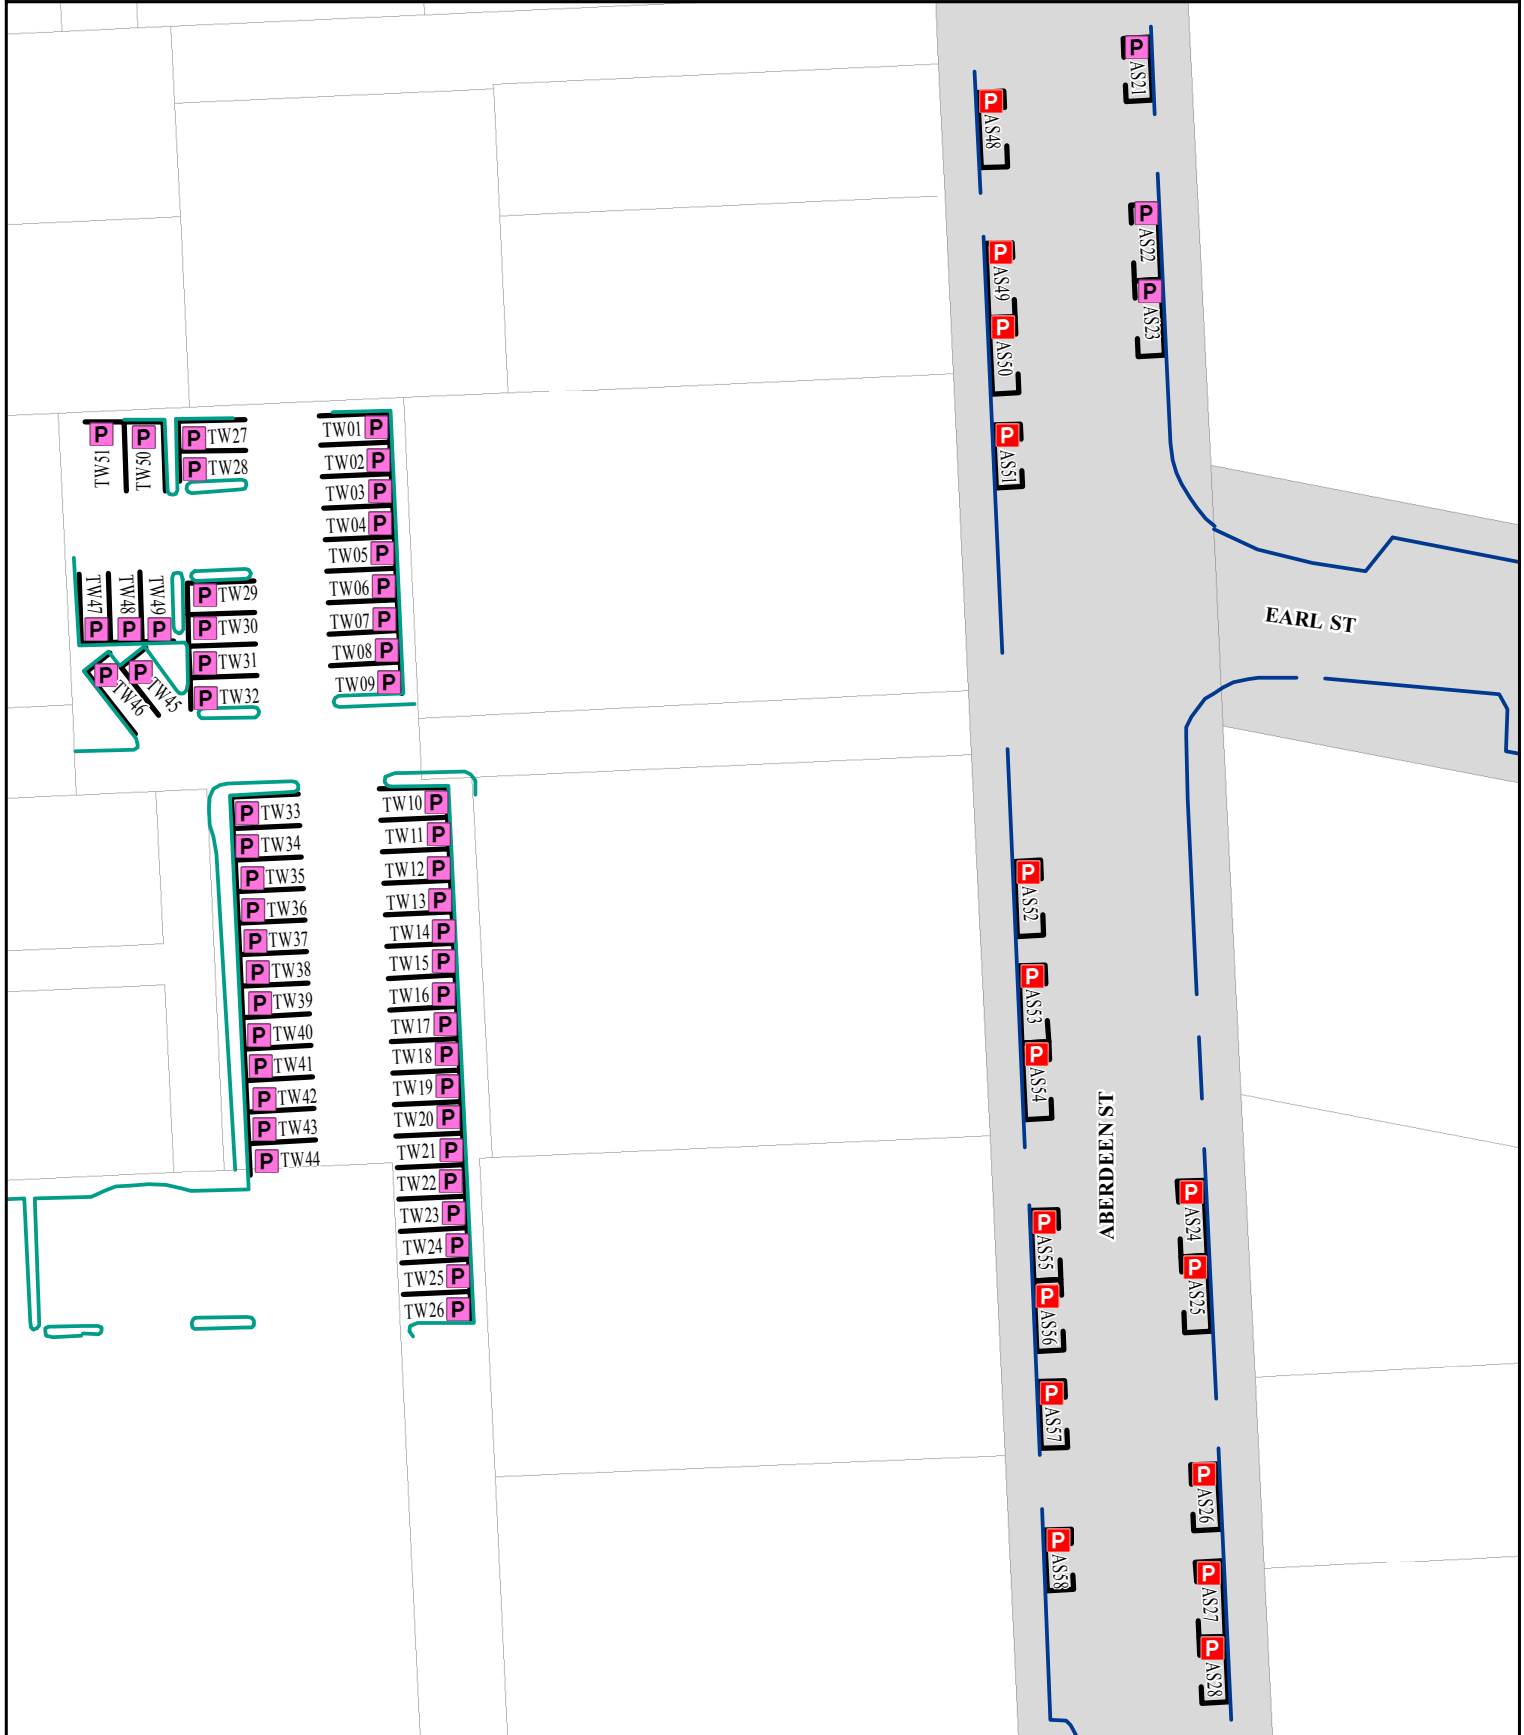 P AS21
P AS48
P AS22
P AS49
P AS23
P AS50
P AS51
P TW51
P TW50
P TW27
P TW28
TW01 P
TW02 P
TW03 P
TW04 P
TW05 P
TW06 P
TW07 P
TW08 P
TW09 P
TW47 P
TW48 P
TW49 P
P TW29
P TW30
P TW31
P TW32
P TW46
P TW45
EARL ST
P TW33
P TW34
P TW35
P TW36
P TW37
P TW38
P TW39
P TW40
P TW41
P TW42
P TW43
P TW44
TW10 P
TW11 P
TW12 P
TW13 P
TW14 P
TW15 P
TW16 P
TW17 P
TW18 P
TW19 P
TW20 P
TW21 P
TW22 P
TW23 P
TW24 P
TW25 P
TW26 P
P AS52
P AS53
P AS54
ABERDEEN ST
P AS24
P AS55
P AS25
P AS56
P AS57
P AS26
P AS58
P AS27
P AS28